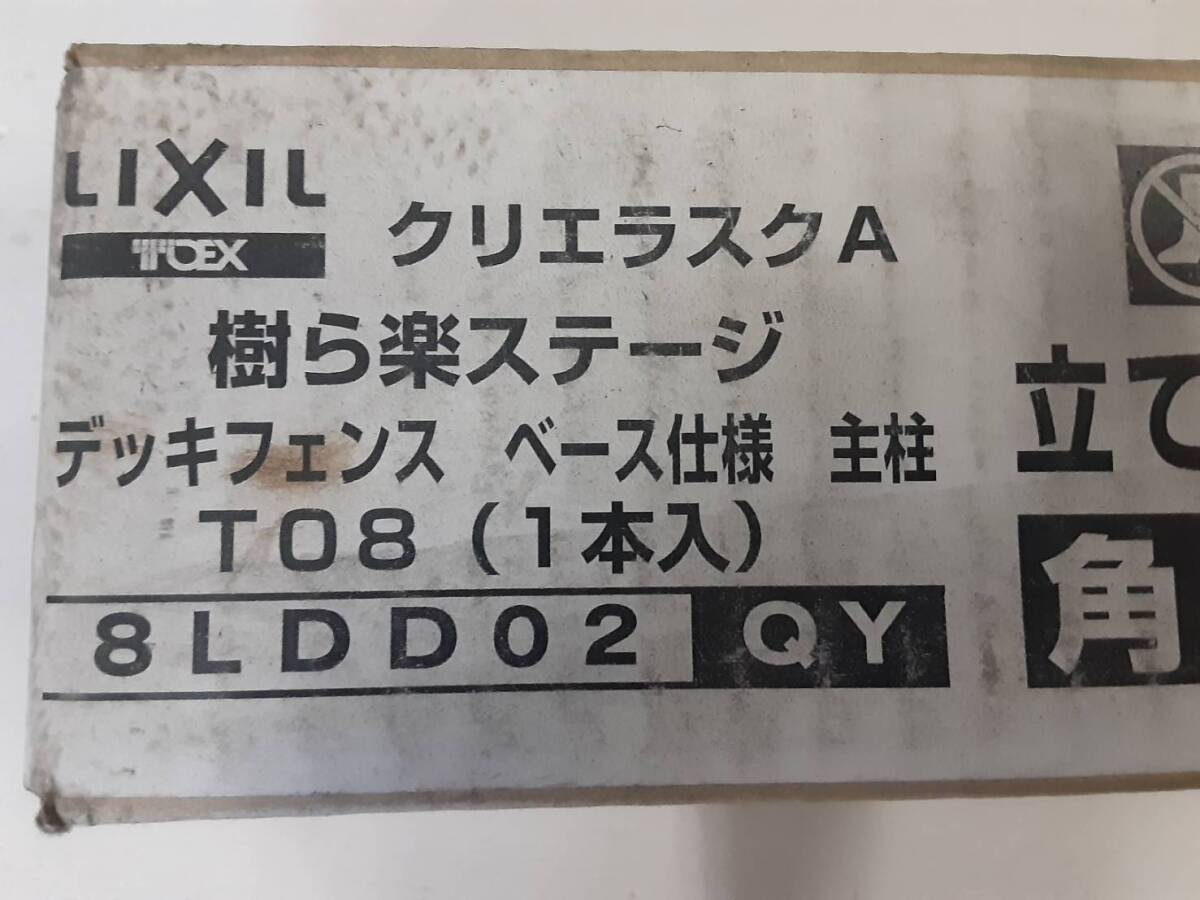 LIXIL
TOEX
クリエラスクA
樹ら楽ステージ
デッキフェンス ベース仕様 主柱
T08（1本入）
8LDD02 QY
立て
角